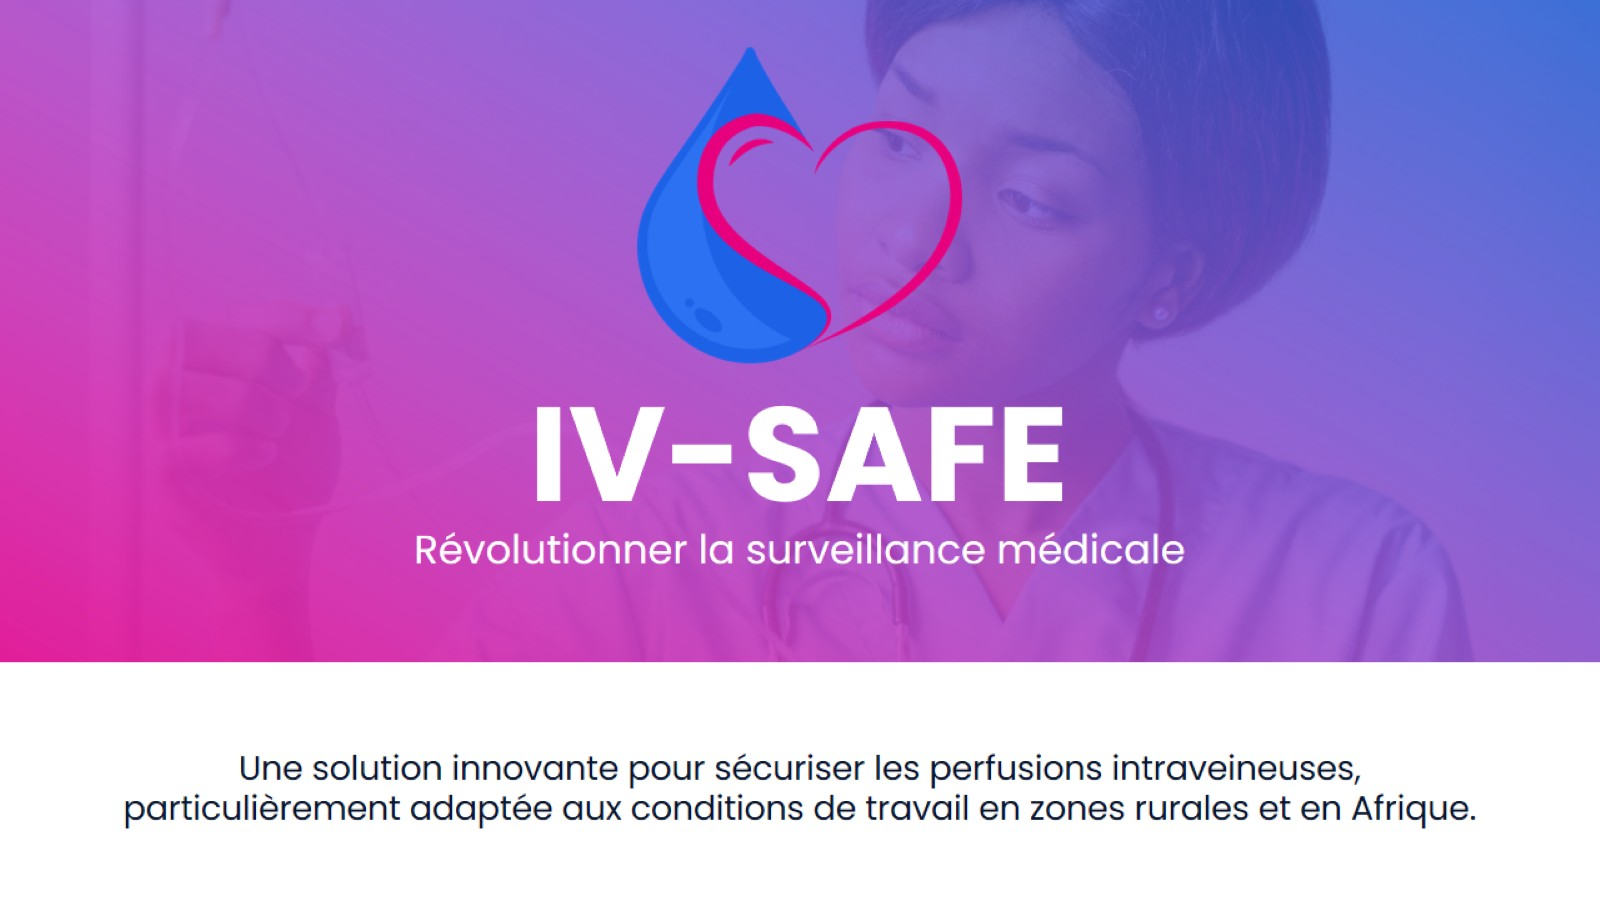 IV-SAFE
Révolutionner la surveillance médicale
Une solution innovante pour sécuriser les perfusions intraveineuses,
particulièrement adaptée aux conditions de travail en zones rurales et en Afrique.